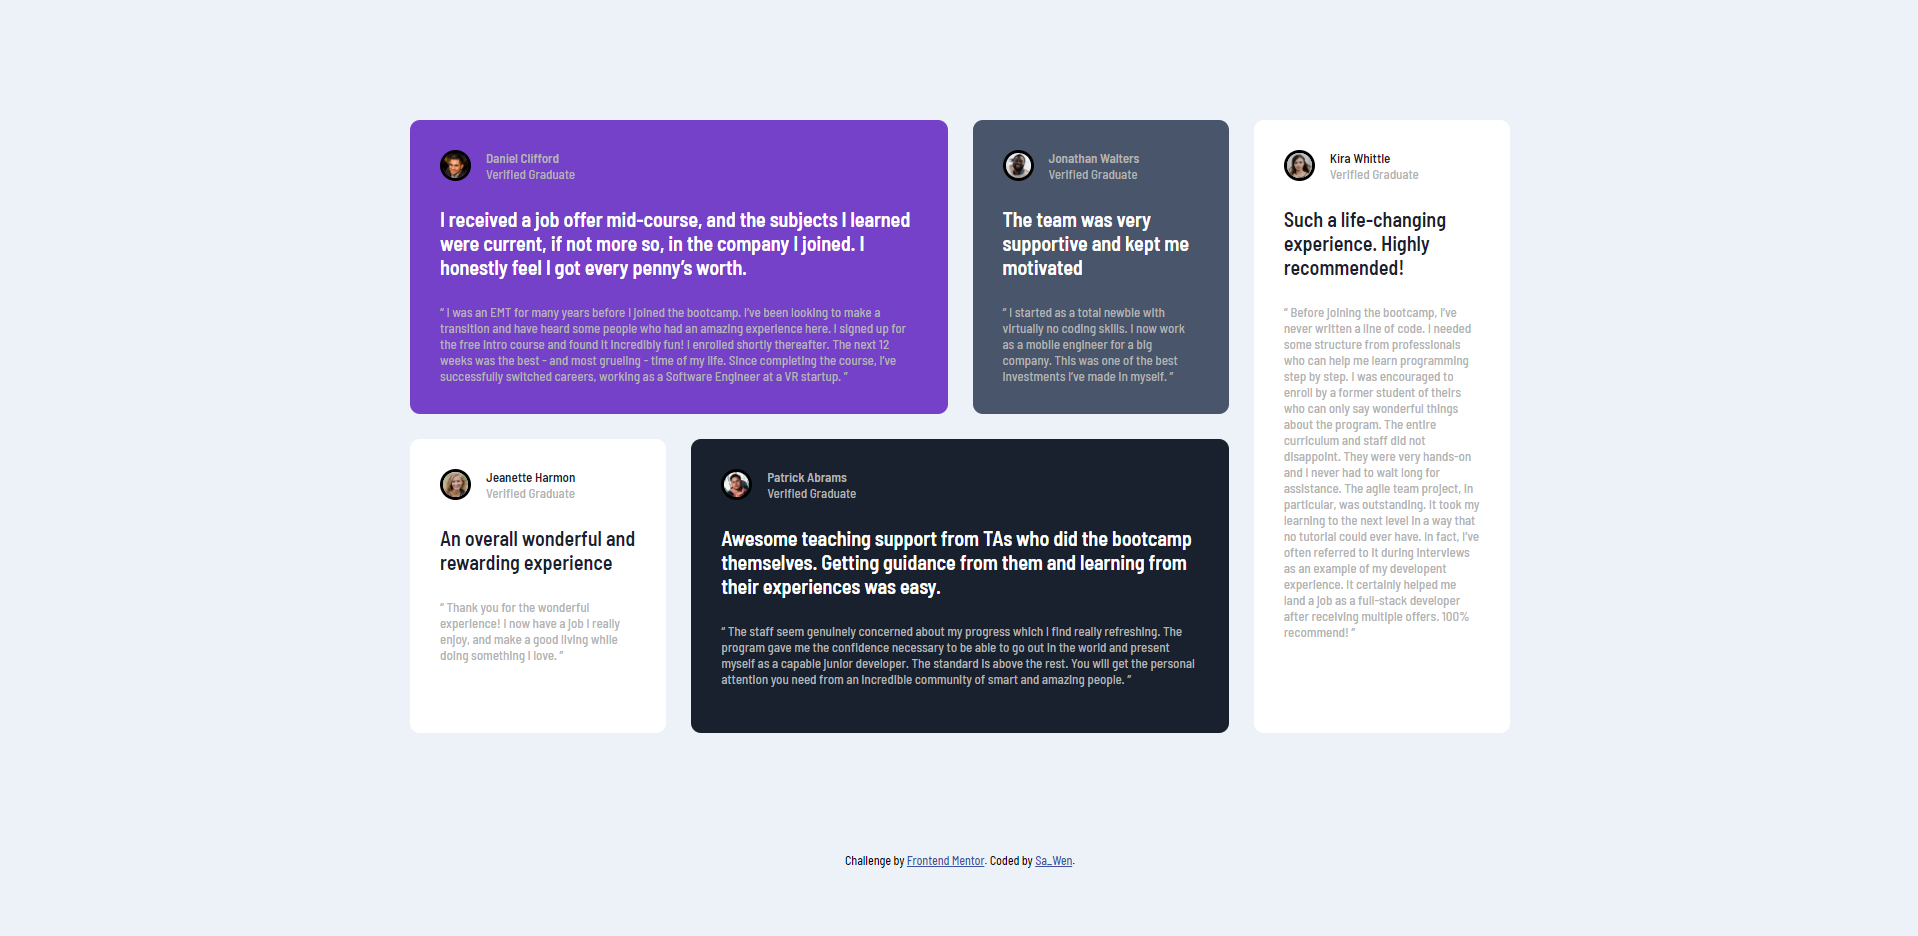 Daniel Clifford
Verified Graduate
I received a job offer mid-course, and the subjects I learned
were current, if not more so, in the company I joined. I
honestly feel I got every penny’s worth.
“ I was an EMT for many years before I joined the bootcamp. I’ve been looking to make a
transition and have heard some people who had an amazing experience here. I signed up for
the free intro course and found it incredibly fun! I enrolled shortly thereafter. The next 12
weeks was the best - and most grueling - time of my life. Since completing the course, I’ve
successfully switched careers, working as a Software Engineer at a VR startup. ”
Jonathan Walters
Verified Graduate
The team was very
supportive and kept me
motivated
“ I started as a total newbie with
virtually no coding skills. I now work
as a mobile engineer for a big
company. This was one of the best
investments I’ve made in myself. ”
Kira Whittle
Verified Graduate
Such a life-changing
experience. Highly
recommended!
“ Before joining the bootcamp, I’ve
never written a line of code. I needed
some structure from professionals
who can help me learn programming
step by step. I was encouraged to
enroll by a former student of theirs
who can only say wonderful things
about the program. The entire
curriculum and staff did not
disappoint. They were very hands-on
and I never had to wait long for
assistance. The agile team project, in
particular, was outstanding. It took my
learning to the next level in a way that
no tutorial could ever have. In fact, I’ve
often referred to it during interviews
as an example of my developent
experience. It certainly helped me
land a job as a full-stack developer
after receiving multiple offers. 100%
recommend! ”
Jeanette Harmon
Verified Graduate
An overall wonderful and
rewarding experience
“ Thank you for the wonderful
experience! I now have a job I really
enjoy, and make a good living while
doing something I love. ”
Patrick Abrams
Verified Graduate
Awesome teaching support from TAs who did the bootcamp
themselves. Getting guidance from them and learning from
their experiences was easy.
“ The staff seem genuinely concerned about my progress which I find really refreshing. The
program gave me the confidence necessary to be able to go out in the world and present
myself as a capable junior developer. The standard is above the rest. You will get the personal
attention you need from an incredible community of smart and amazing people. ”
Challenge by Frontend Mentor. Coded by Sa_Wen.